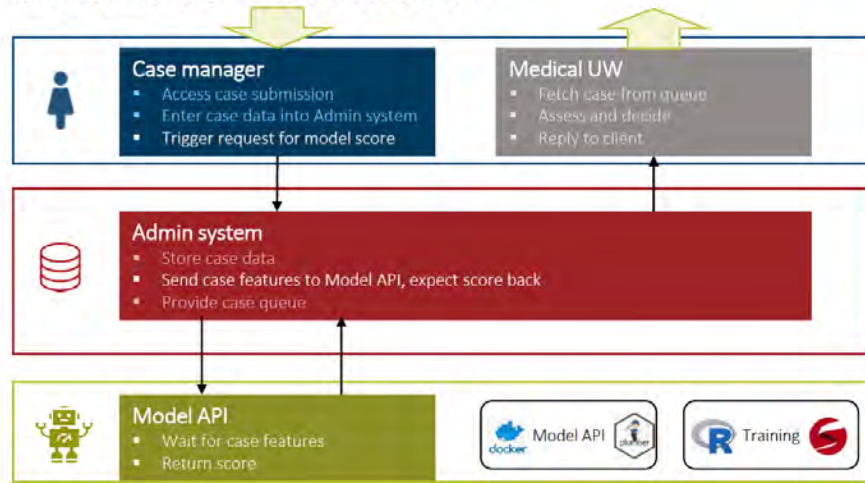 Case manager
Access case submission
Enter case data into Admin system
Trigger request for model score
Medical UW
Fetch case from queue
Assess and decide
Reply to client
Admin system
Store case data
Send case features to Model API, expect score back
Provide case queue
Model API
Wait for case features
Return score
docker
Model API
plumber
R
Training